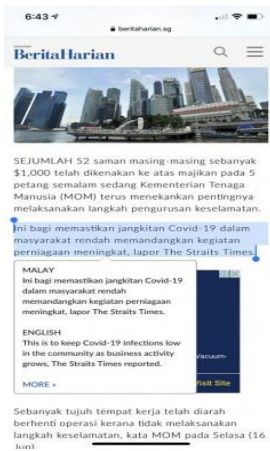 6:43
beritaharian.sg
BeritaHarian
SEJUMLAH 52 saman masing-masing sebanyak
$1,000 telah dikenakan ke atas majikan pada 5
petang semalam sedang Kementerian Tenaga
Manusia (MOM) terus menekankan pentingnya
melaksanakan langkah pengurusan keselamatan.
Ini bagi memastikan jangkitan Covid-19 dalam
masyarakat rendah memandangkan kegiatan
perniagaan meningkat, lapor The Straits Times.
MALAY
Ini bagi memastikan jangkitan Covid-19
dalam masyarakat rendah
memandangkan kegiatan perniagaan
meningkat, lapor The Straits Times.
ENGLISH
This is to keep Covid-19 infections low
in the community as business activity
grows, The Straits Times reported.
MORE »
Vacuum-
Visit Site
Sebanyak tujuh tempat kerja telah diarah
berhenti operasi kerana tidak melaksanakan
langkah keselamatan, kata MOM pada Selasa (16
Jun)